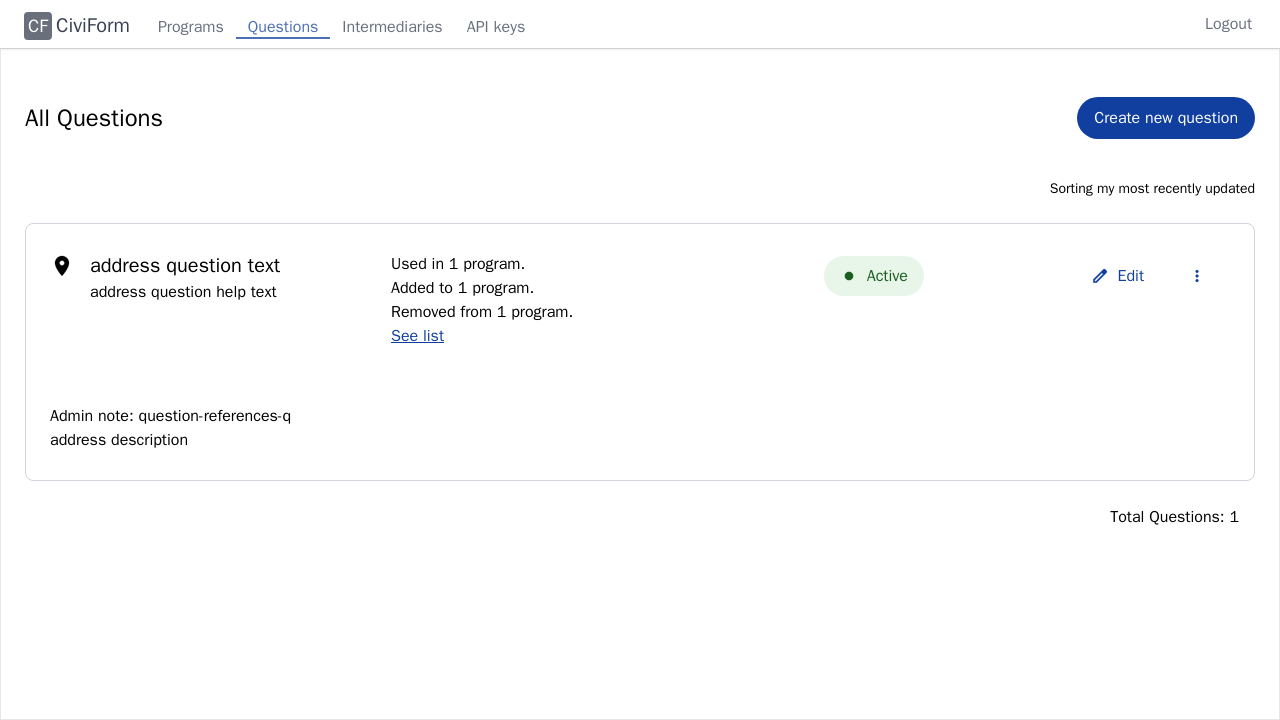 CF CiviForm Programs Questions Intermediaries API keys Logout
All Questions
Create new question
Sorting my most recently updated
address question text
address question help text
Used in 1 program.
Added to 1 program.
Removed from 1 program.
See list
Active
Edit
Admin note: question-references-q
address description
Total Questions: 1